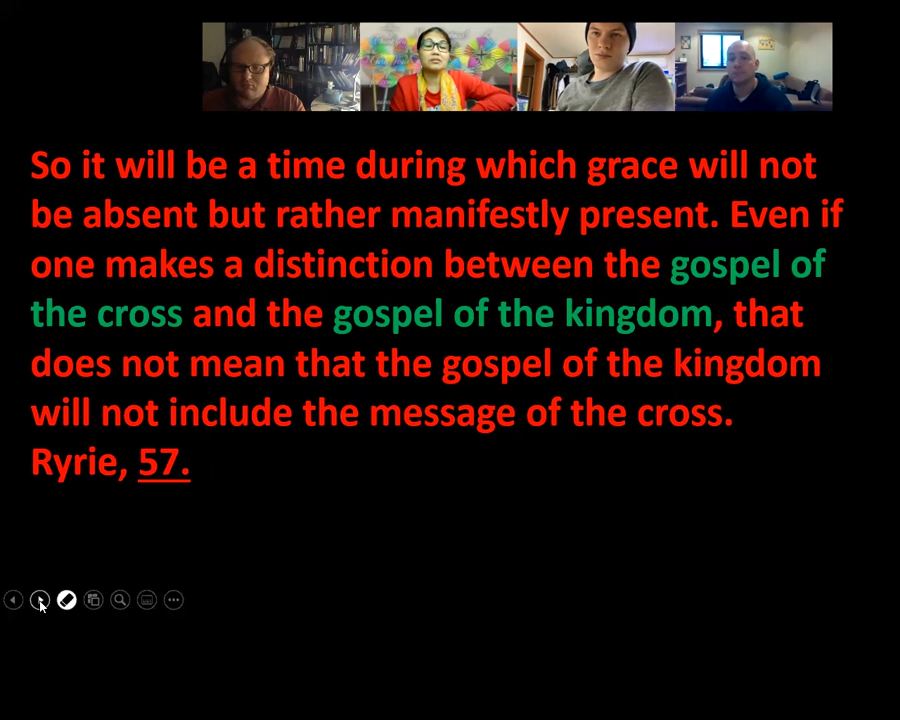 So it will be a time during which grace will not
be absent but rather manifestly present. Even if
one makes a distinction between the gospel of
the cross and the gospel of the kingdom, that
does not mean that the gospel of the kingdom
will not include the message of the cross.
Ryrie, 57.